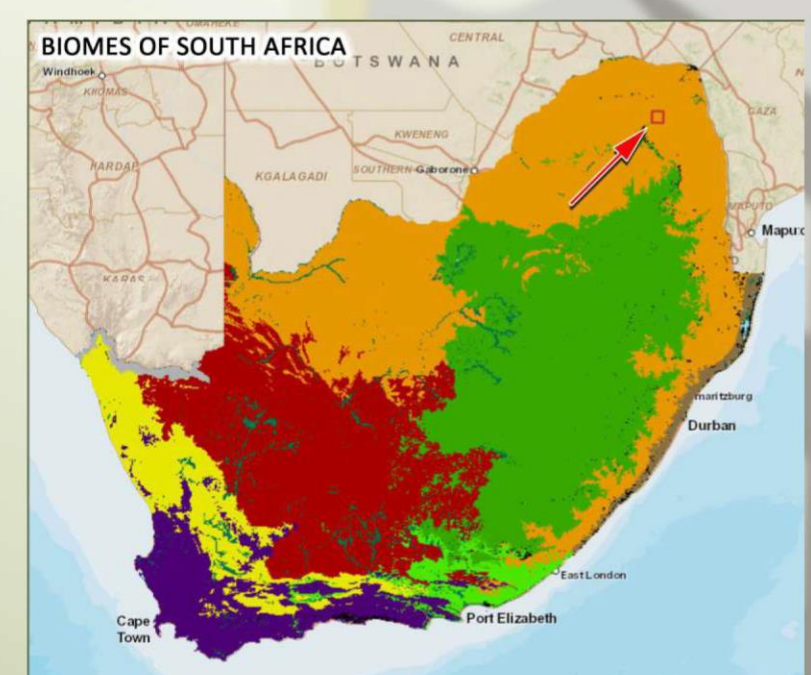 BIOMES OF SOUTH AFRICA
CENTRAL
BOTSWANA
Windhoek
KHOMAS
GAZA
KWENENG
HARDAP
KGALAGADI
SOUTHERN
Gaborone
MAPUTO
KARAS
maritzburg
Durban
East London
Cape
Town
Port Elizabeth